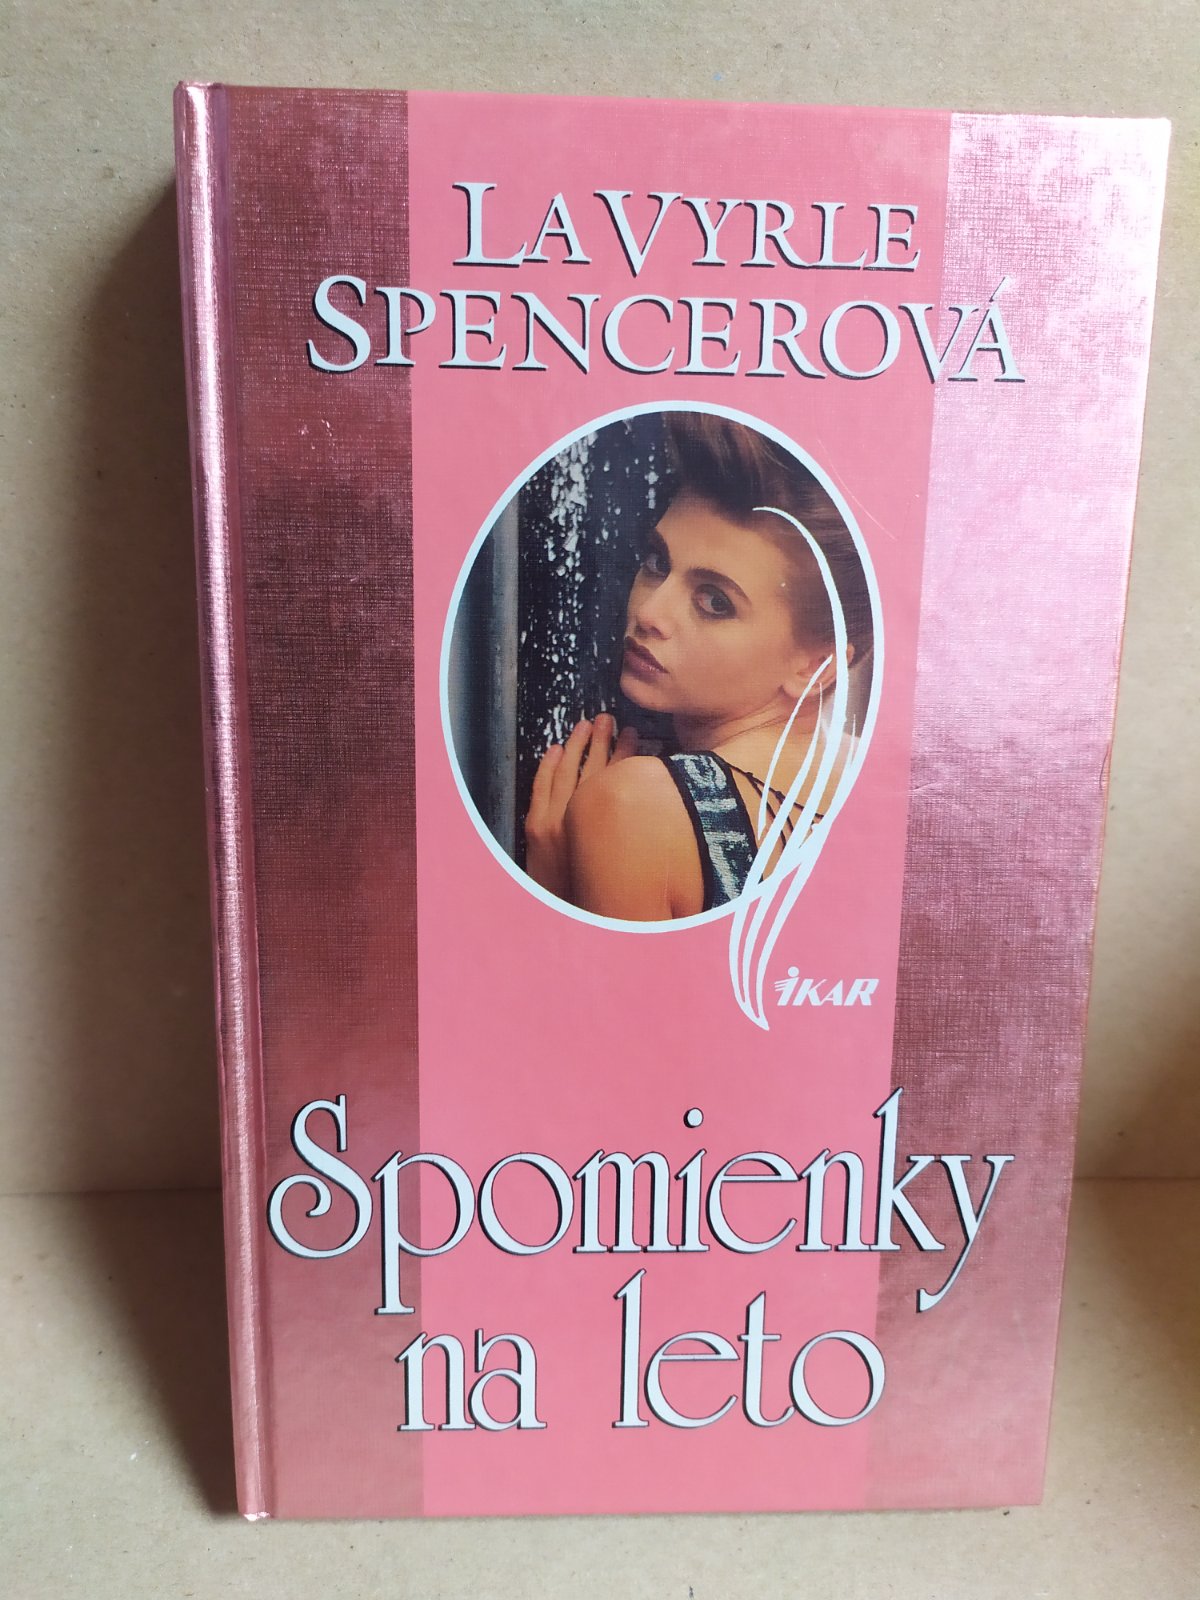 LAVYRLE
SPENCEROVÁ
iKAR
Spomienky
na leto